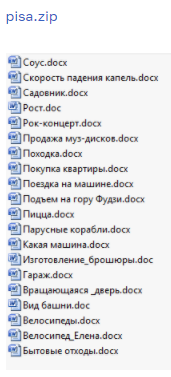 pisa.zip
Соус.docx
Скорость падения капель.docx
Садовник.docx
Рост.doc
Рок-концерт.docx
Продажа муз-дисков.docx
Походка.docx
Покупка квартиры.docx
Поездка на машине.docx
Подъем на гору Фудзи.docx
Пицца.docx
Парусные корабли.docx
Какая машина.docx
Изготовление_брошюры.doc
Гараж.docx
Вращающаяся _дверь.docx
Вид башни.doc
Велосипеды.docx
Велосипед_Елена.docx
Бытовые отходы.docx